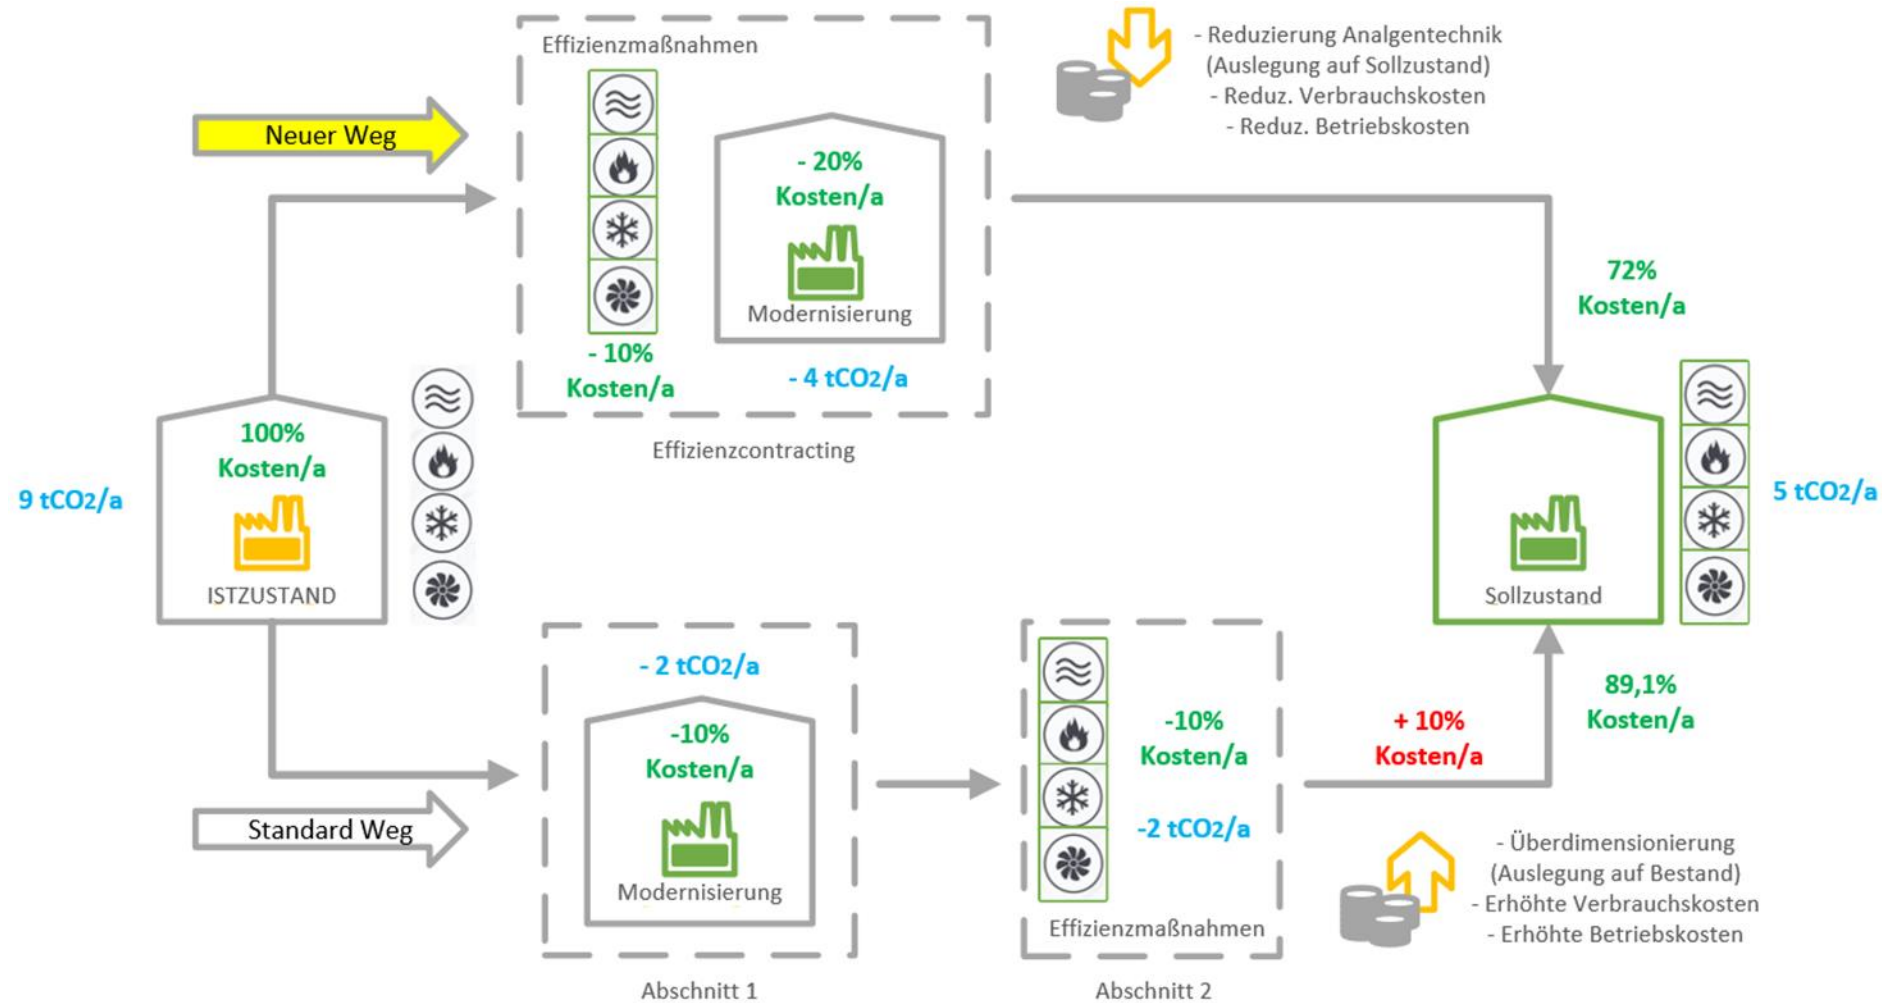 Effizienzmaßnahmen
- Reduzierung Analgentechnik
(Auslegung auf Sollzustand)
- Reduz. Verbrauchskosten
- Reduz. Betriebskosten
Neuer Weg
- 20%
Kosten/a
Modernisierung
- 10%
Kosten/a
- 4 tCO2/a
Effizienzcontracting
72%
Kosten/a
9 tCO2/a
100%
Kosten/a
ISTZUSTAND
Sollzustand
5 tCO2/a
Standard Weg
- 2 tCO2/a
-10%
Kosten/a
Modernisierung
Abschnitt 1
-10%
Kosten/a
-2 tCO2/a
Effizienzmaßnahmen
Abschnitt 2
+ 10%
Kosten/a
89,1%
Kosten/a
- Überdimensionierung
(Auslegung auf Bestand)
- Erhöhte Verbrauchskosten
- Erhöhte Betriebskosten